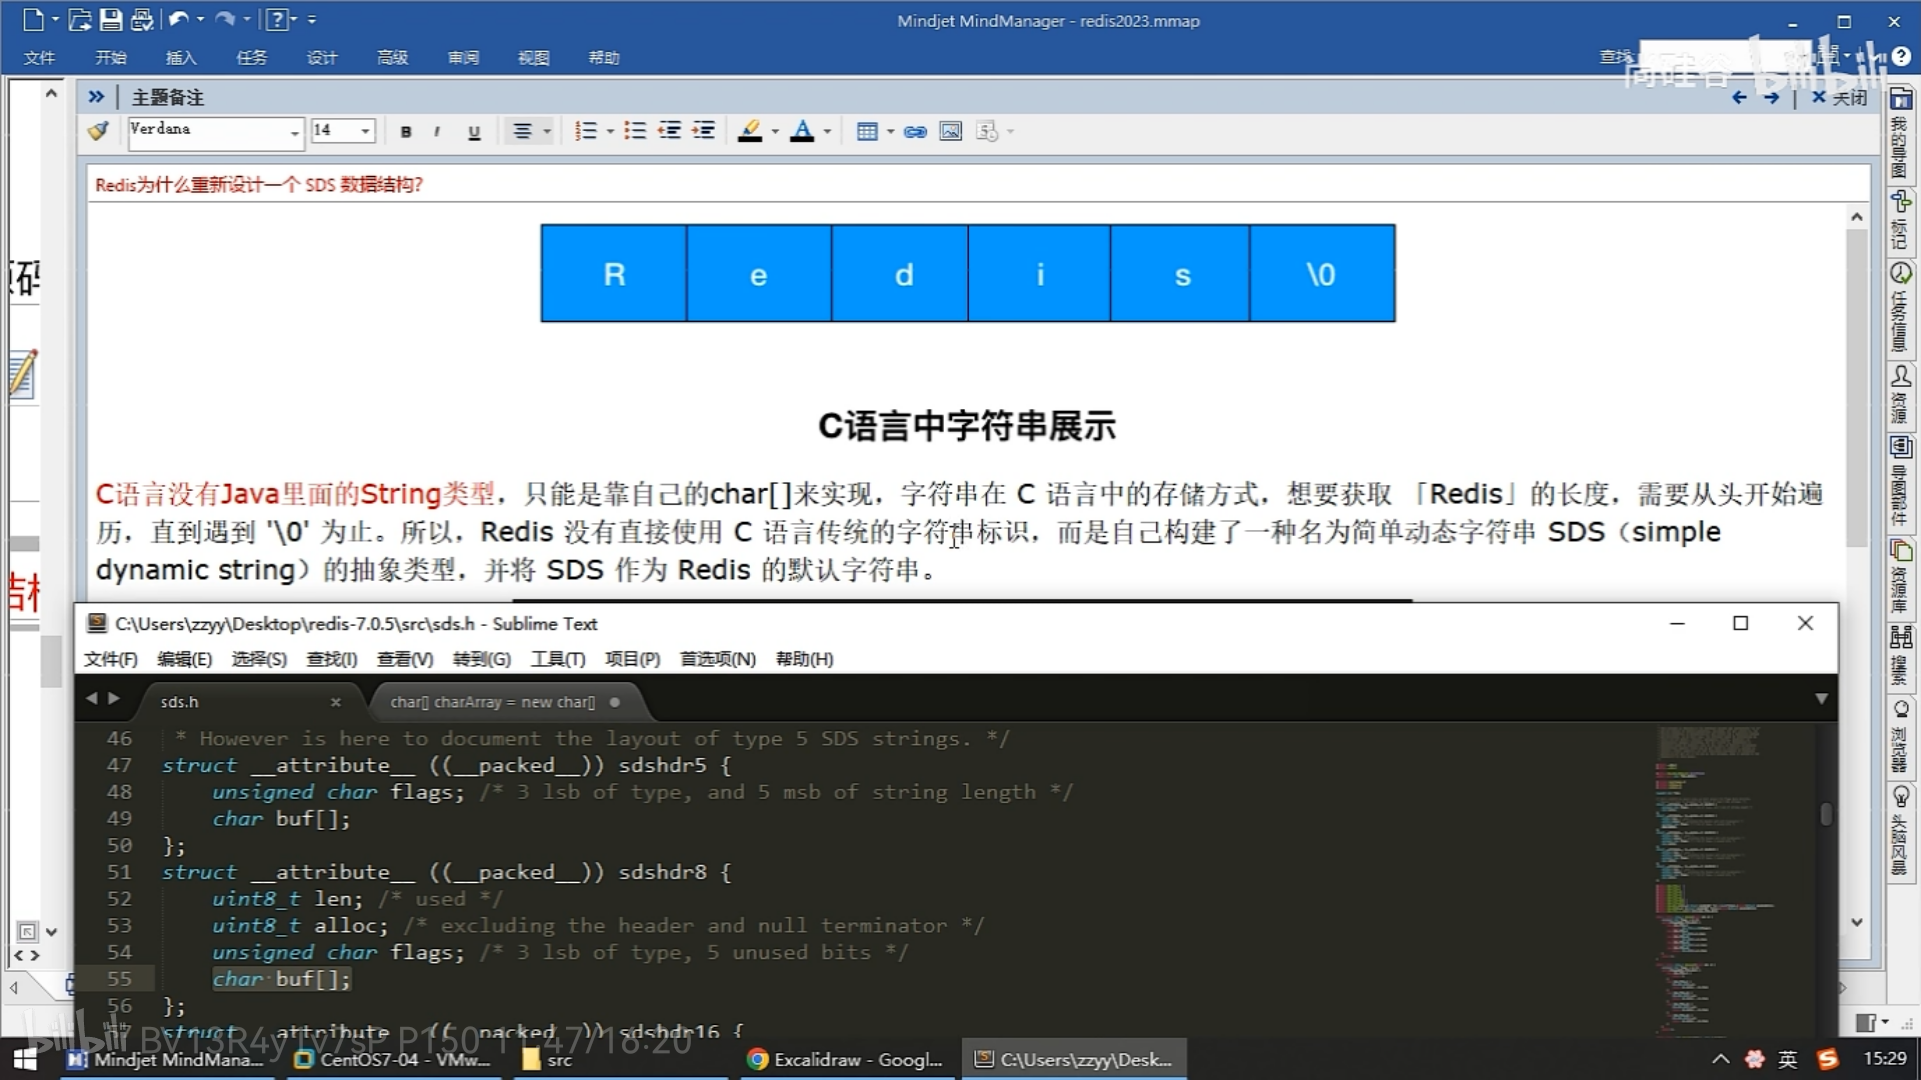 Mindjet MindManager - redis2023.mmap
文件 开始 插入 任务 设计 高级 审阅 视图 帮助
查找
尚硅谷 bilibili
主题备注
关闭
Verdana 14 B I U
Redis为什么重新设计一个 SDS 数据结构?
R e d i s \0
C语言中字符串展示
C语言没有Java里面的String类型，只能是靠自己的char[]来实现，字符串在 C 语言中的存储方式，想要获取 「Redis」的长度，需要从头开始遍
历，直到遇到 '\0' 为止。所以，Redis 没有直接使用 C 语言传统的字符串标识，而是自己构建了一种名为简单动态字符串 SDS（simple
dynamic string）的抽象类型，并将 SDS 作为 Redis 的默认字符串。
我的导图
标记
任务信息
资源
导图部件
资源库
搜索
浏览器
头脑风暴
C:\Users\zzyy\Desktop\redis-7.0.5\src\sds.h - Sublime Text
文件(F) 编辑(E) 选择(S) 查找(I) 查看(V) 转到(G) 工具(T) 项目(P) 首选项(N) 帮助(H)
sds.h × char[] charArray = new char[]
46 * However is here to document the layout of type 5 SDS strings. */
47 struct __attribute__ ((__packed__)) sdshdr5 {
48 unsigned char flags; /* 3 lsb of type, and 5 msb of string length */
49 char buf[];
50 };
51 struct __attribute__ ((__packed__)) sdshdr8 {
52 uint8_t len; /* used */
53 uint8_t alloc; /* excluding the header and null terminator */
54 unsigned char flags; /* 3 lsb of type, 5 unused bits */
55 char buf[];
56 };
struct __attribute__ ((__packed__)) sdshdr16 {
bilibili P150 11:47/16:20
Mindjet MindMana... CentOS7-04 - VMw... src Excalidraw - Googl... C:\Users\zzyy\Desk... 英 15:29